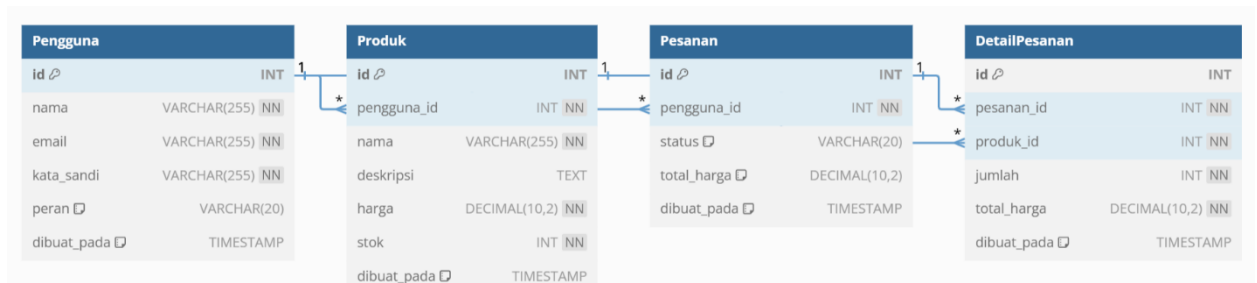 Pengguna
id INT
nama VARCHAR(255) NN
email VARCHAR(255) NN
kata_sandi VARCHAR(255) NN
peran VARCHAR(20)
dibuat_pada TIMESTAMP
1
*
Produk
id INT
pengguna_id INT NN
nama VARCHAR(255) NN
deskripsi TEXT
harga DECIMAL(10,2) NN
stok INT NN
dibuat_pada TIMESTAMP
1
*
Pesanan
id INT
pengguna_id INT NN
status VARCHAR(20)
total_harga DECIMAL(10,2)
dibuat_pada TIMESTAMP
1
*
*
DetailPesanan
id INT
pesanan_id INT NN
produk_id INT NN
jumlah INT NN
total_harga DECIMAL(10,2) NN
dibuat_pada TIMESTAMP